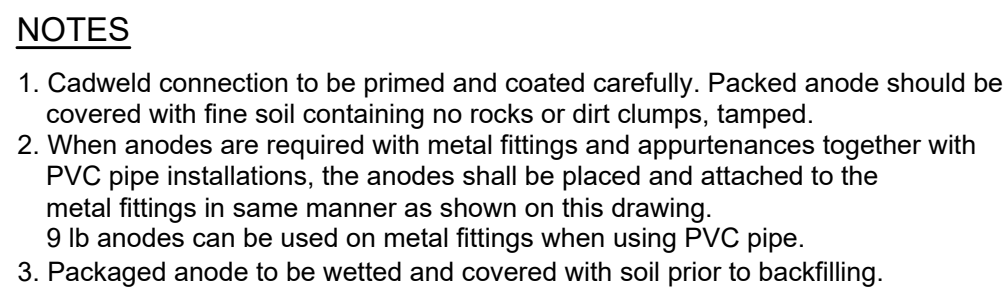 NOTES
1. Cadweld connection to be primed and coated carefully. Packed anode should be
covered with fine soil containing no rocks or dirt clumps, tamped.
2. When anodes are required with metal fittings and appurtenances together with
PVC pipe installations, the anodes shall be placed and attached to the
metal fittings in same manner as shown on this drawing.
9 lb anodes can be used on metal fittings when using PVC pipe.
3. Packaged anode to be wetted and covered with soil prior to backfilling.